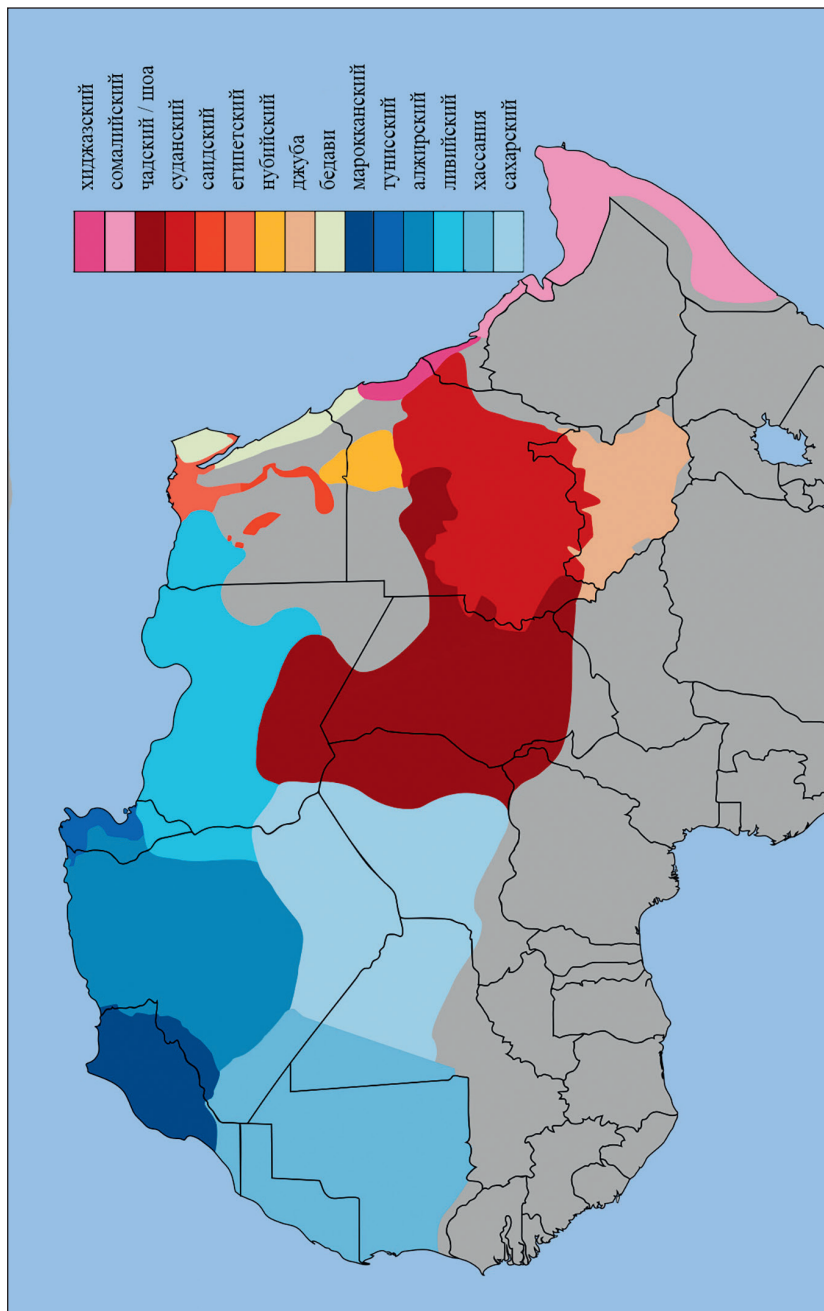 хиджазский
сомалийский
чадский / шоа
суданский
саидский
египетский
нубийский
джуба
бедави
марокканский
тунисский
алжирский
ливийский
хассания
сахарский